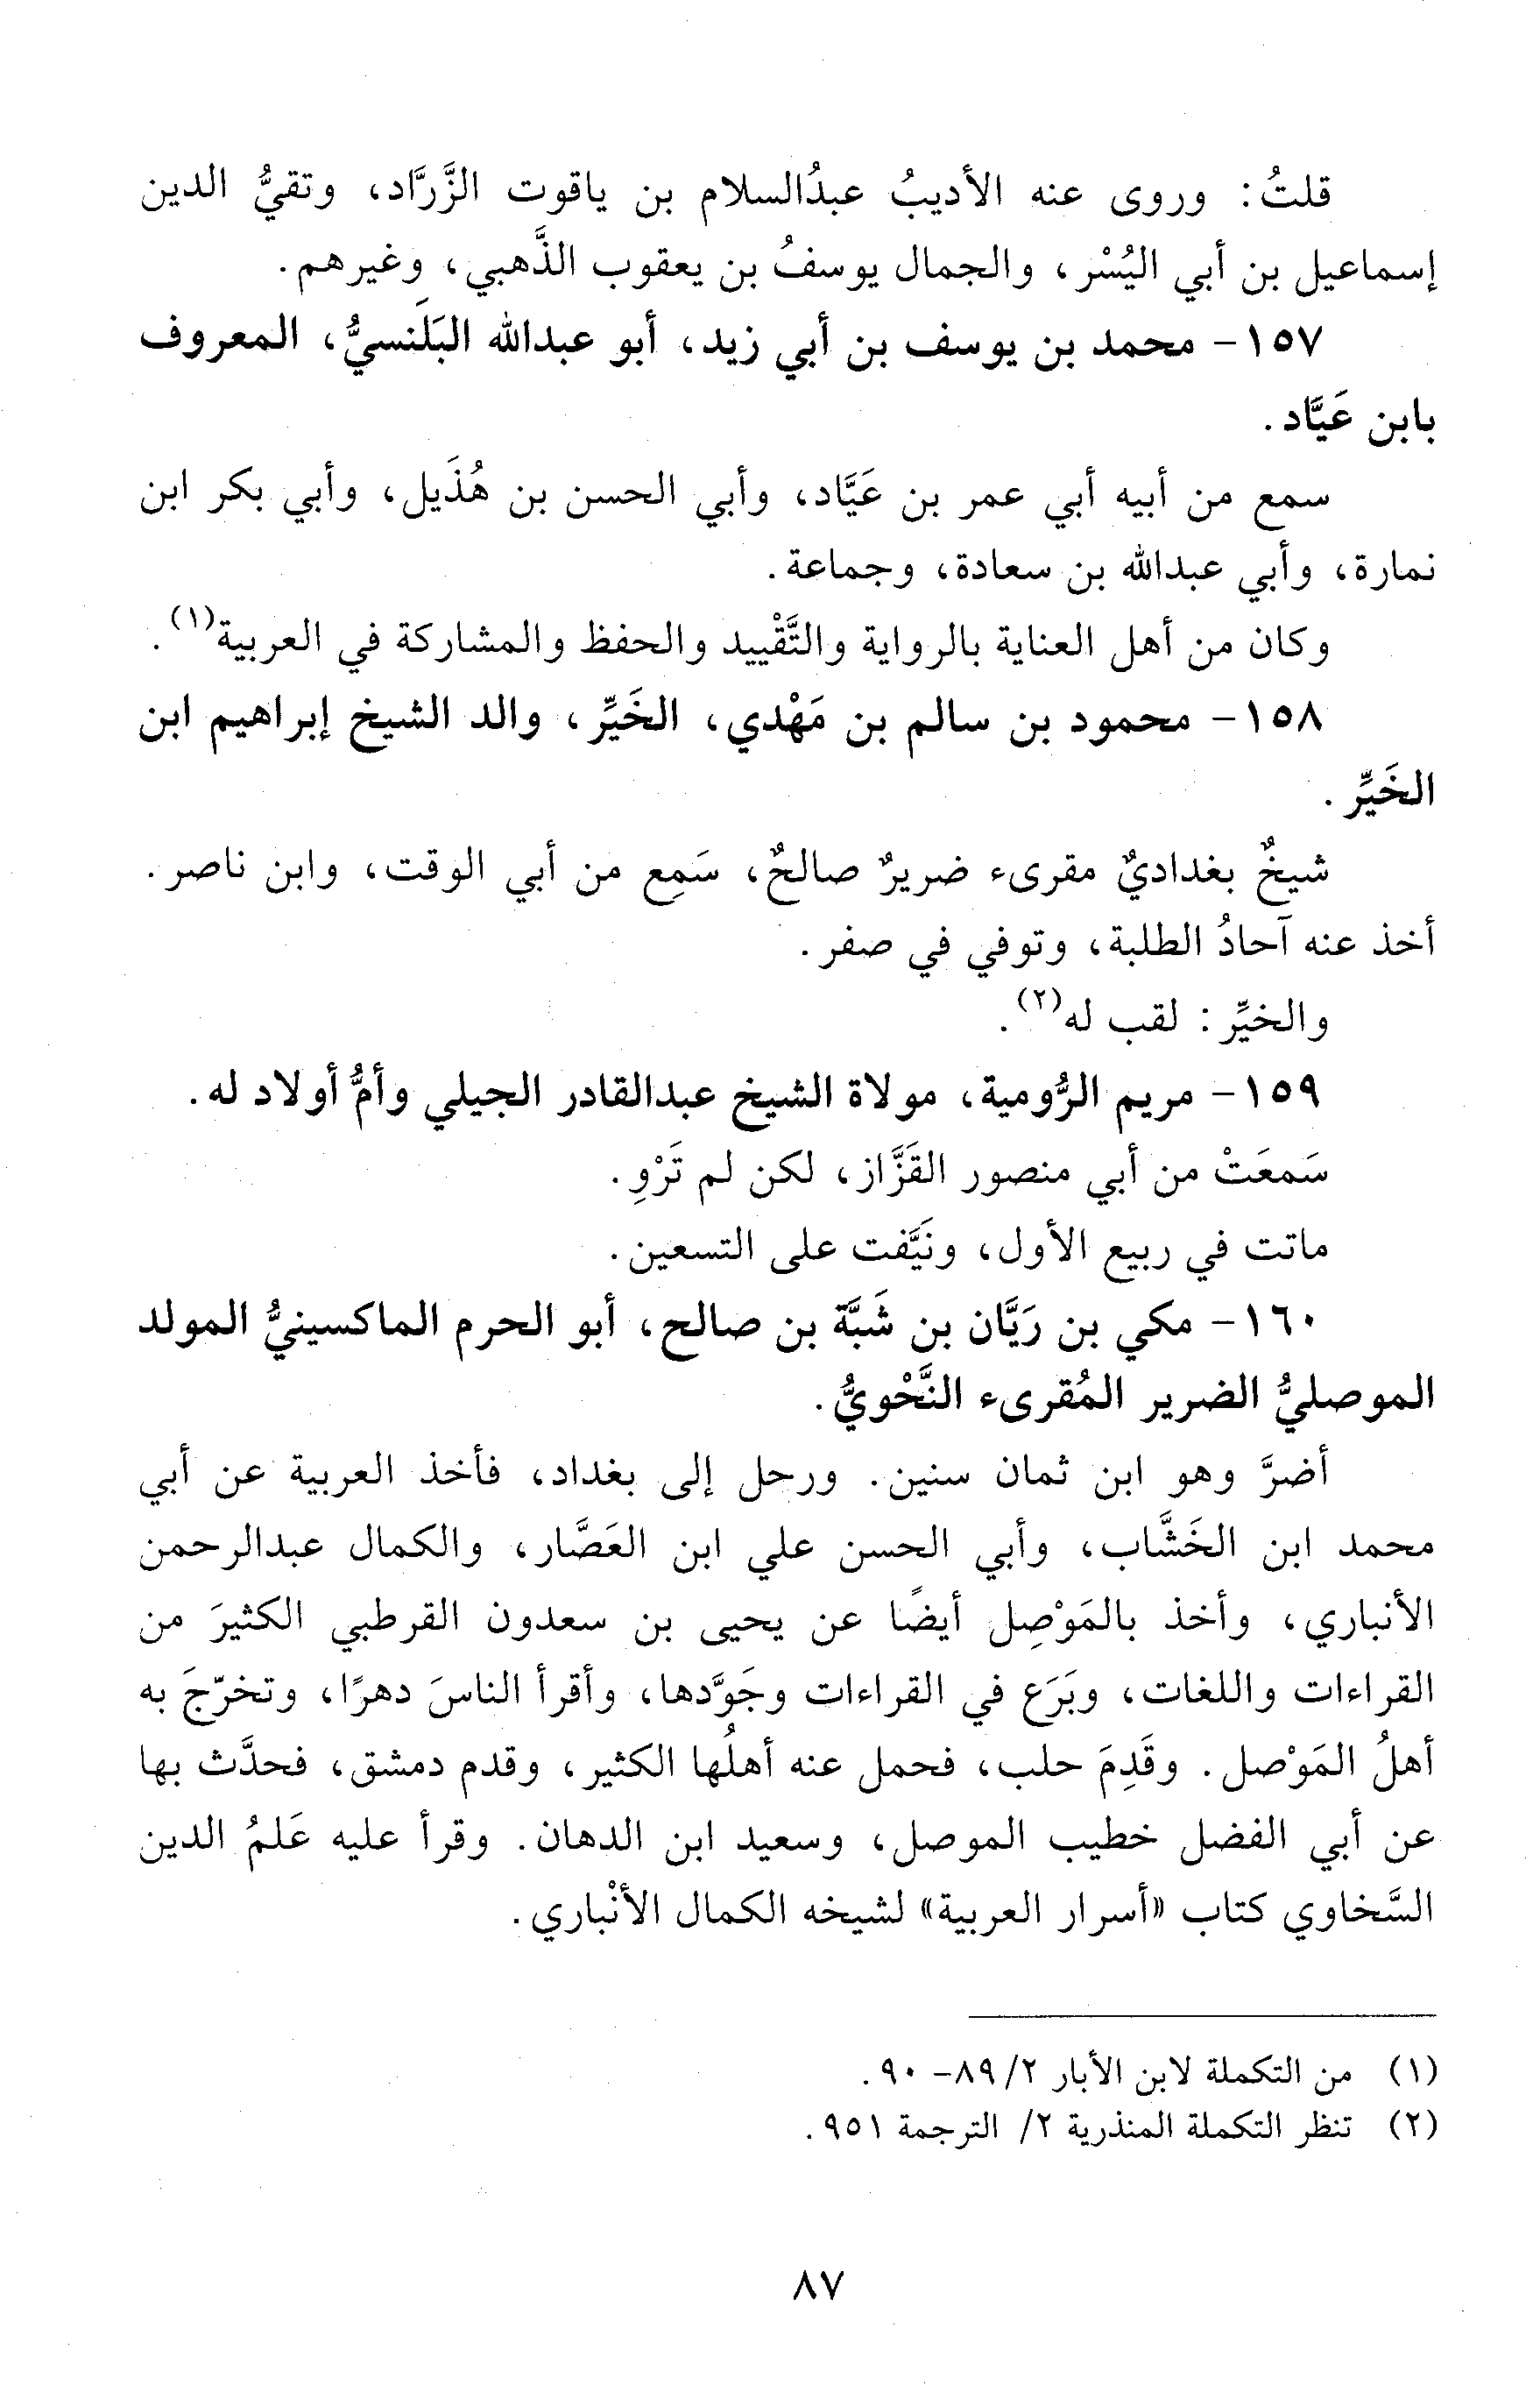 قلتُ: وروى عنه الأديبُ عبدُالسلام بن ياقوت الزَّرَّاد، وتقيُّ الدين
إسماعيل بن أبي اليُسْر، والجمال يوسفُ بن يعقوب الذَّهبي، وغيرهم.
١٥٧- محمد بن يوسف بن أبي زيد، أبو عبدالله البَلَنسيُّ، المعروف
بابن عَيَّاد.
سمع من أبيه أبي عمر بن عَيَّاد، وأبي الحسن بن هُذَيل، وأبي بكر ابن
نمارة، وأبي عبدالله بن سعادة، وجماعة.
وكان من أهل العناية بالرواية والتَّقْييد والحفظ والمشاركة في العربية(١).
١٥٨- محمود بن سالم بن مَهْدي، الخَيِّر، والد الشيخ إبراهيم ابن
الخَيِّر.
شيخٌ بغداديٌ مقرىء ضريرٌ صالحٌ، سَمِع من أبي الوقت، وابن ناصر.
أخذ عنه آحادُ الطلبة، وتوفي في صفر.
والخيِّر: لقب له(٢).
١٥٩- مريم الرُّومية، مولاة الشيخ عبدالقادر الجيلي وأمُّ أولاد له.
سَمعَتْ من أبي منصور القَزَّاز، لكن لم تَرْوِ.
ماتت في ربيع الأول، ونَيَّفت على التسعين.
١٦٠- مكي بن رَيَّان بن شَبَّة بن صالح، أبو الحرم الماكسينيُّ المولد
الموصليُّ الضرير المُقرىء النَّحْويُّ.
أضرَّ وهو ابن ثمان سنين. ورحل إلى بغداد، فأخذ العربية عن أبي
محمد ابن الخَشَّاب، وأبي الحسن علي ابن العَصَّار، والكمال عبدالرحمن
الأنباري، وأخذ بالمَوْصِل أيضًا عن يحيى بن سعدون القرطبي الكثيرَ من
القراءات واللغات، وبَرَع في القراءات وجَوَّدها، وأقرأ الناسَ دهرًا، وتخرّجَ به
أهلُ المَوْصل. وقَدِمَ حلب، فحمل عنه أهلُها الكثير، وقدم دمشق، فحدَّث بها
عن أبي الفضل خطيب الموصل، وسعيد ابن الدهان. وقرأ عليه عَلمُ الدين
السَّخاوي كتاب «أسرار العربية» لشيخه الكمال الأنْباري.
(١) من التكملة لابن الأبار ٢/ ٨٩- ٩٠.
(٢) تنظر التكملة المنذرية ٢/ الترجمة ٩٥١.
٨٧